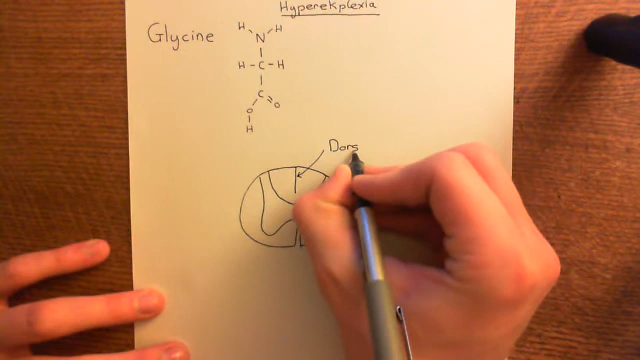 Hyperekplexia
Glycine
H H
N
H-C-H
C
O O
H
Dors